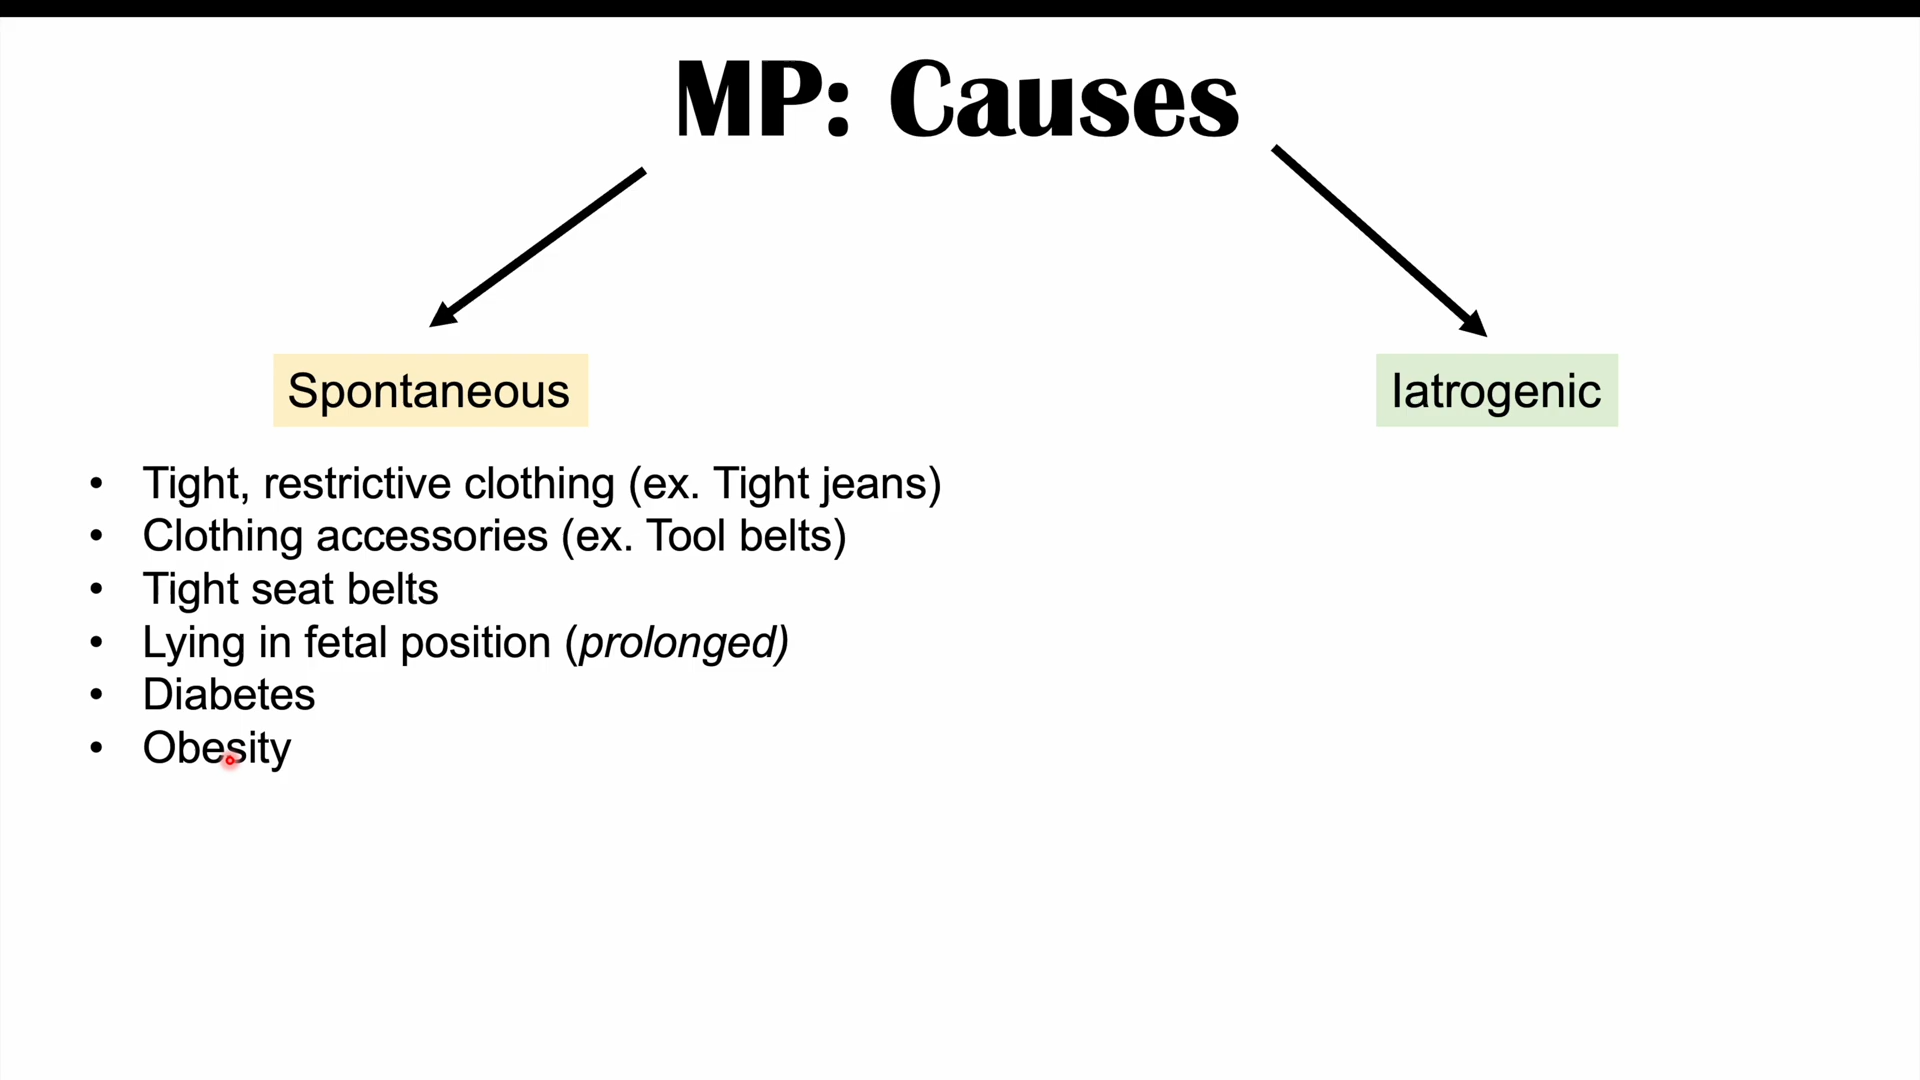 MP: Causes
Spontaneous
Iatrogenic
• Tight, restrictive clothing (ex. Tight jeans)
• Clothing accessories (ex. Tool belts)
• Tight seat belts
• Lying in fetal position (prolonged)
• Diabetes
• Obesity